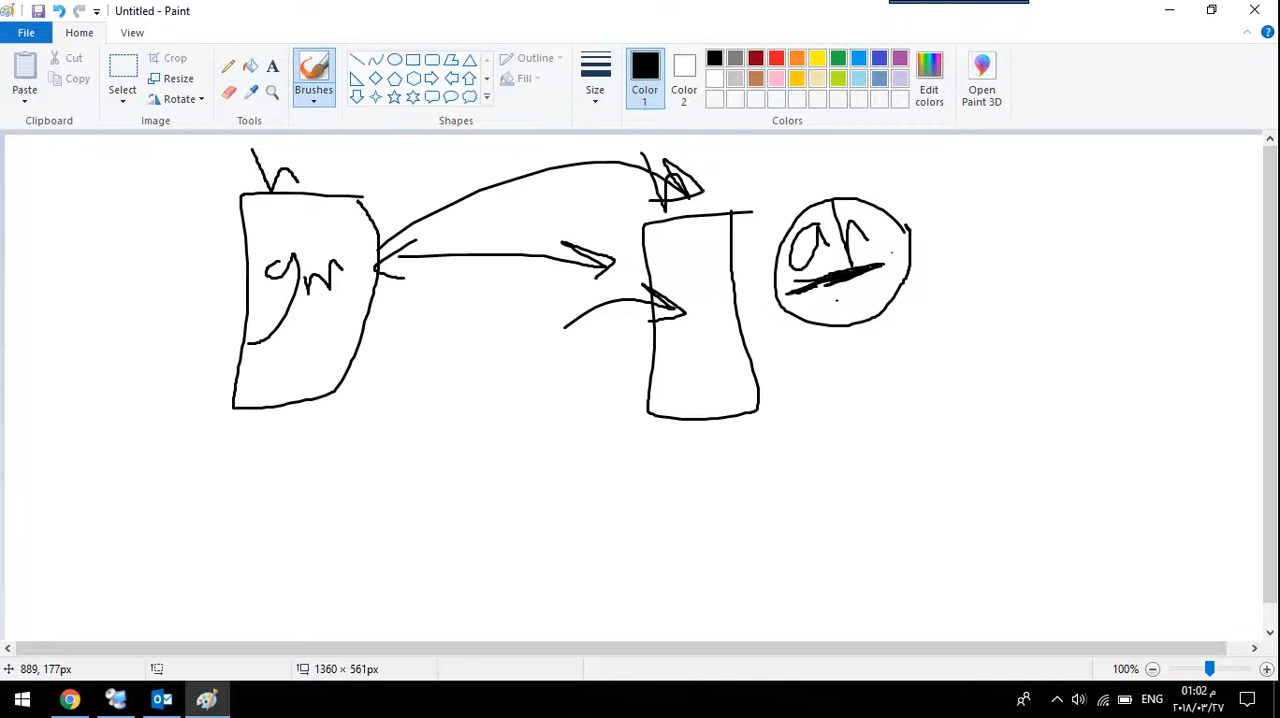 Untitled - Paint
File
Home
View
Paste
Cut
Copy
Clipboard
Select
Crop
Resize
Rotate
Image
A
Tools
Brushes
Outline
Fill
Shapes
Size
Color 1
Color 2
Edit colors
Colors
Open Paint 3D
889, 177px
1360 × 561px
100%
ENG
01:02 م
٢٠١٨/٠٣/٢٧